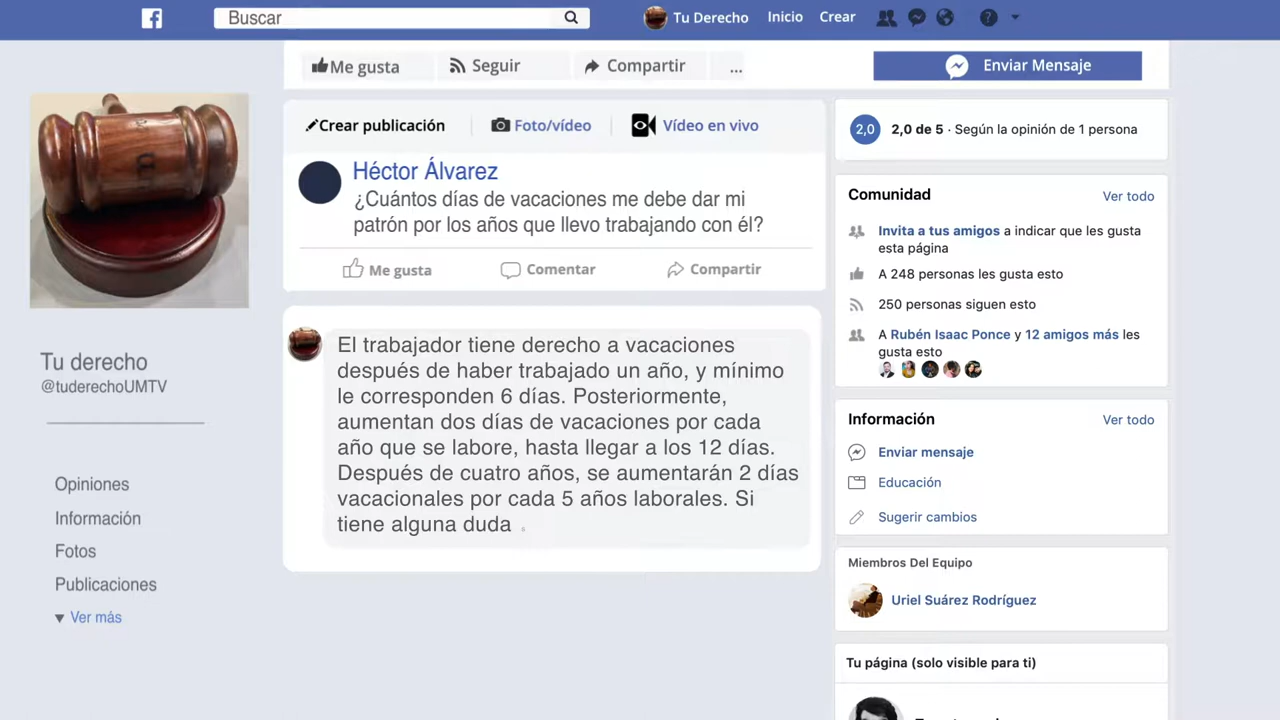 Buscar
Tu Derecho
Inicio
Crear
Me gusta
Seguir
Compartir
...
Enviar Mensaje
Crear publicación
Foto/vídeo
Vídeo en vivo
Héctor Álvarez
¿Cuántos días de vacaciones me debe dar mi
patrón por los años que llevo trabajando con él?
Me gusta
Comentar
Compartir
El trabajador tiene derecho a vacaciones
después de haber trabajado un año, y mínimo
le corresponden 6 días. Posteriormente,
aumentan dos días de vacaciones por cada
año que se labore, hasta llegar a los 12 días.
Después de cuatro años, se aumentarán 2 días
vacacionales por cada 5 años laborales. Si
tiene alguna duda
Tu derecho
@tuderechoUMTV
Opiniones
Información
Fotos
Publicaciones
Ver más
2,0
2,0 de 5 · Según la opinión de 1 persona
Comunidad
Ver todo
Invita a tus amigos a indicar que les gusta
esta página
A 248 personas les gusta esto
250 personas siguen esto
A Rubén Isaac Ponce y 12 amigos más les
gusta esto
Información
Ver todo
Enviar mensaje
Educación
Sugerir cambios
Miembros Del Equipo
Uriel Suárez Rodríguez
Tu página (solo visible para ti)